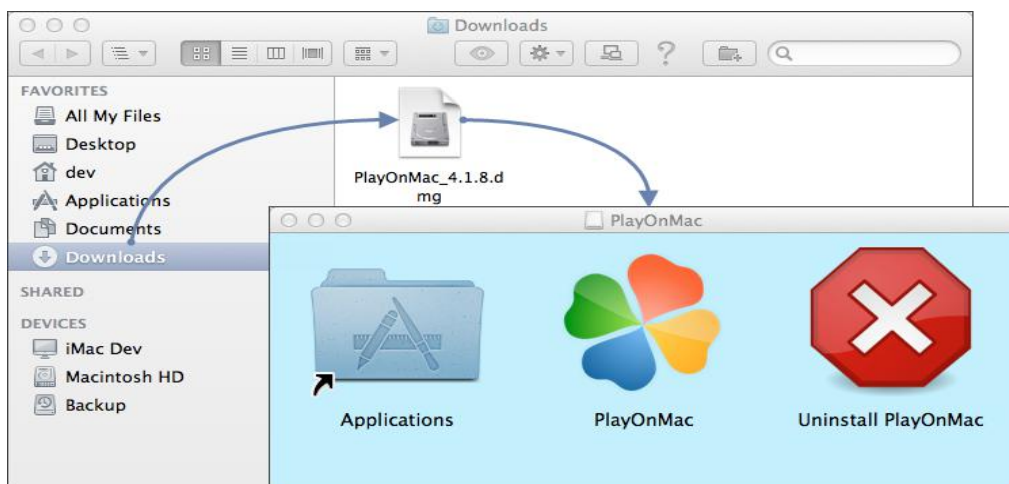 Downloads
FAVORITES
All My Files
Desktop
dev
Applications
Documents
Downloads
SHARED
DEVICES
iMac Dev
Macintosh HD
Backup
PlayOnMac_4.1.8.d
mg
PlayOnMac
Applications
PlayOnMac
Uninstall PlayOnMac